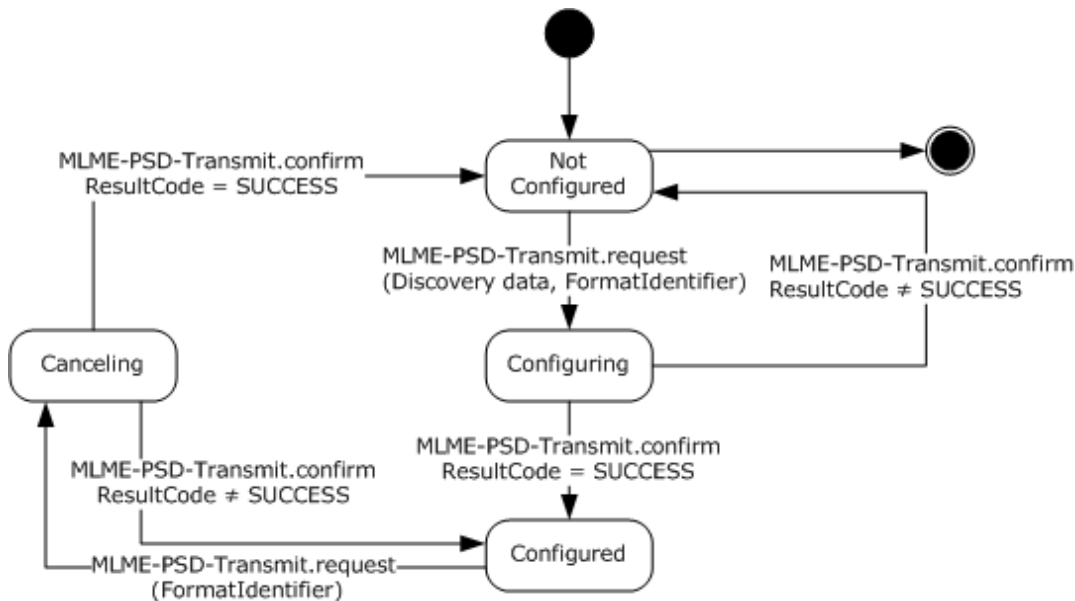 Not
Configured
MLME-PSD-Transmit.confirm
ResultCode = SUCCESS
MLME-PSD-Transmit.request
(Discovery data, FormatIdentifier)
MLME-PSD-Transmit.confirm
ResultCode ≠ SUCCESS
Canceling
Configuring
MLME-PSD-Transmit.confirm
ResultCode = SUCCESS
MLME-PSD-Transmit.confirm
ResultCode ≠ SUCCESS
Configured
MLME-PSD-Transmit.request
(FormatIdentifier)